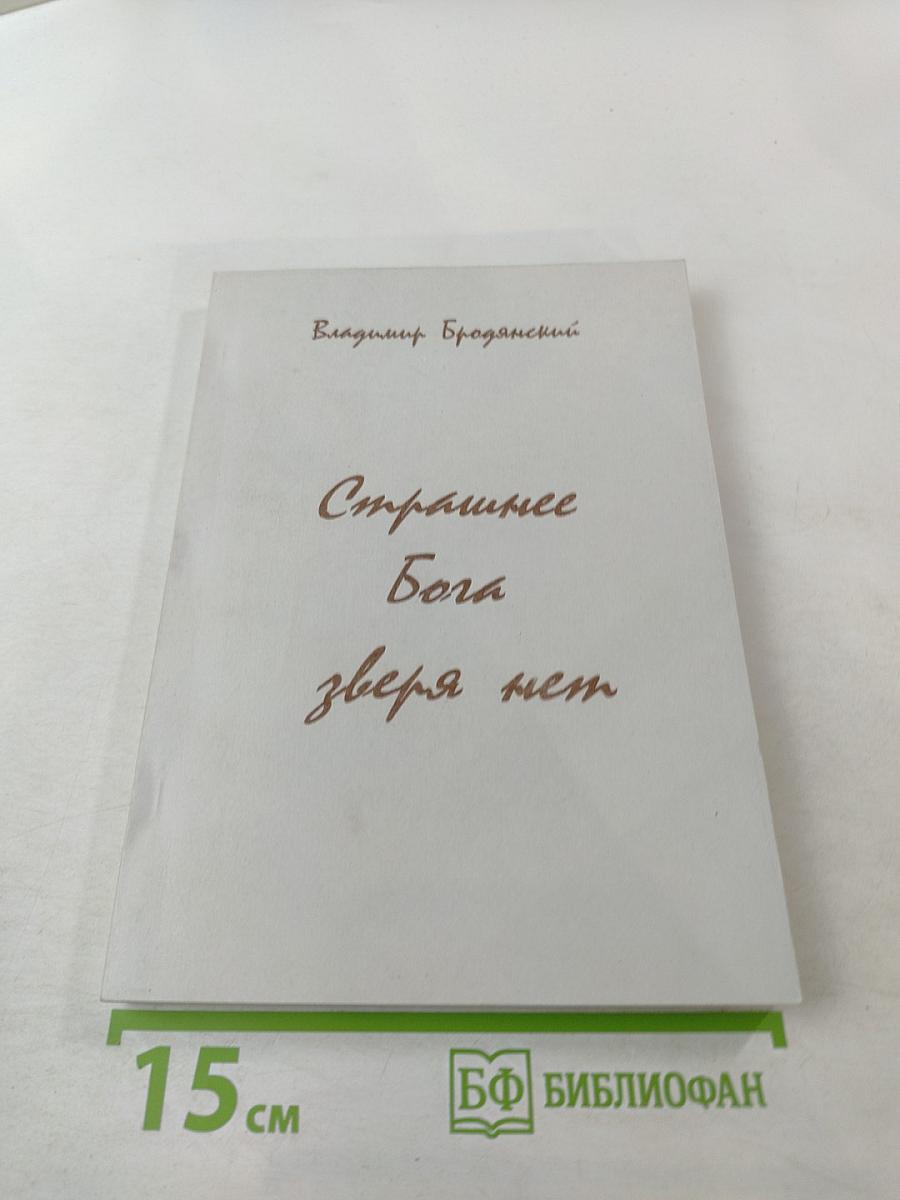 Владимир Бродянский
Страшнее
Бога
зверя нет
15 см
БФ БИБЛИОФАН